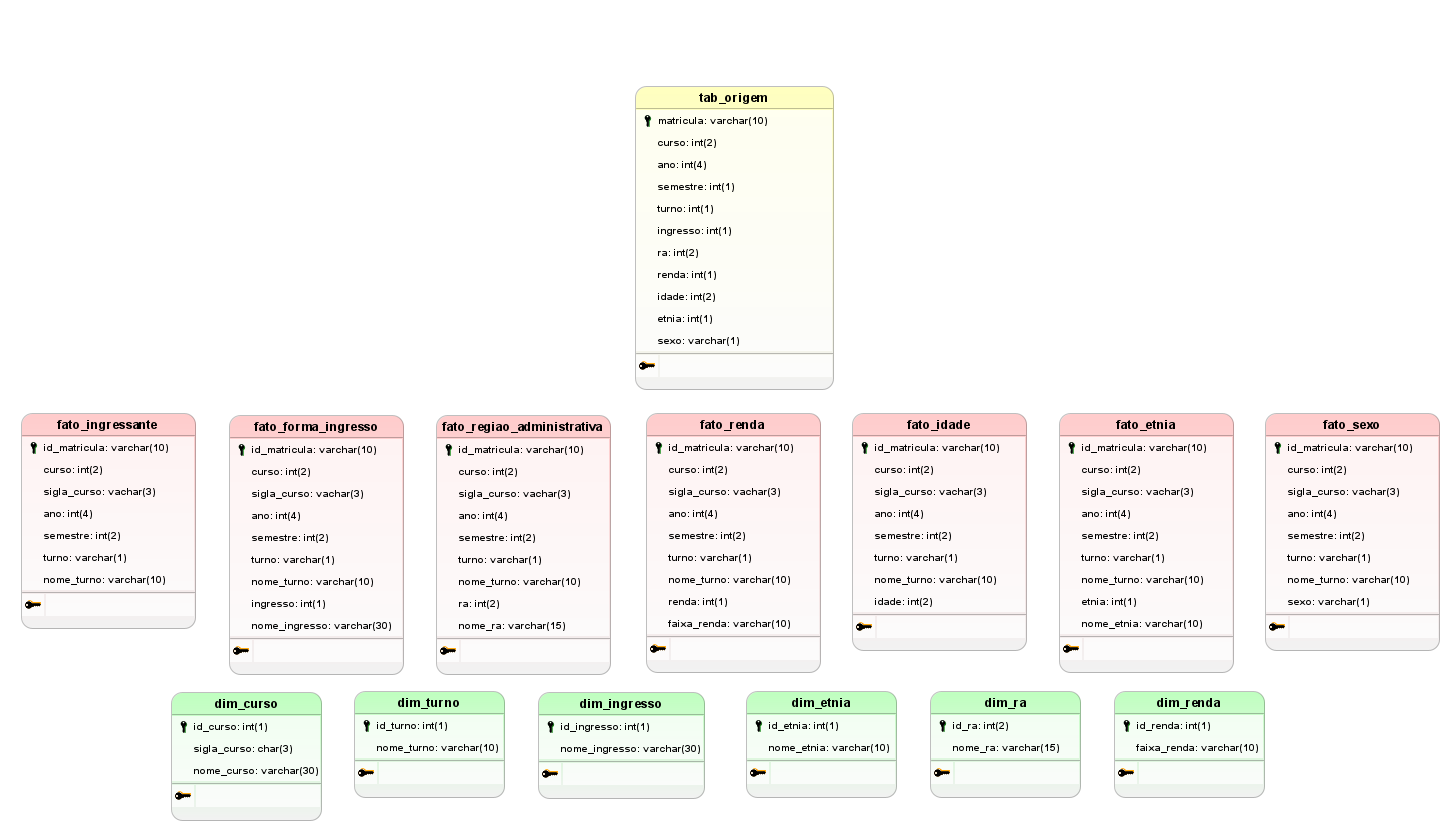 tab_origem
matricula: varchar(10)
curso: int(2)
ano: int(4)
semestre: int(1)
turno: int(1)
ingresso: int(1)
ra: int(2)
renda: int(1)
idade: int(2)
etnia: int(1)
sexo: varchar(1)
fato_ingressante
id_matricula: varchar(10)
curso: int(2)
sigla_curso: vachar(3)
ano: int(4)
semestre: int(2)
turno: varchar(1)
nome_turno: varchar(10)
fato_forma_ingresso
id_matricula: varchar(10)
curso: int(2)
sigla_curso: vachar(3)
ano: int(4)
semestre: int(2)
turno: varchar(1)
nome_turno: varchar(10)
ingresso: int(1)
nome_ingresso: varchar(30)
fato_regiao_administrativa
id_matricula: varchar(10)
curso: int(2)
sigla_curso: vachar(3)
ano: int(4)
semestre: int(2)
turno: varchar(1)
nome_turno: varchar(10)
ra: int(2)
nome_ra: varchar(15)
fato_renda
id_matricula: varchar(10)
curso: int(2)
sigla_curso: vachar(3)
ano: int(4)
semestre: int(2)
turno: varchar(1)
nome_turno: varchar(10)
renda: int(1)
faixa_renda: varchar(10)
fato_idade
id_matricula: varchar(10)
curso: int(2)
sigla_curso: vachar(3)
ano: int(4)
semestre: int(2)
turno: varchar(1)
nome_turno: varchar(10)
idade: int(2)
fato_etnia
id_matricula: varchar(10)
curso: int(2)
sigla_curso: vrachar(3)
ano: int(4)
semestre: int(2)
turno: varchar(1)
nome_turno: varchar(10)
etnia: int(1)
nome_etnia: varchar(10)
fato_sexo
id_matricula: varchar(10)
curso: int(2)
sigla_curso: vachar(3)
ano: int(4)
semestre: int(2)
turno: varchar(1)
nome_turno: varchar(10)
sexo: varchar(1)
dim_curso
id_curso: int(1)
sigla_curso: char(3)
nome_curso: varchar(30)
dim_turno
id_turno: int(1)
nome_turno: varchar(10)
dim_ingresso
id_ingresso: int(1)
nome_ingresso: varchar(30)
dim_etnia
id_etnia: int(1)
nome_etnia: varchar(10)
dim_ra
id_ra: int(2)
nome_ra: varchar(15)
dim_renda
id_renda: int(1)
faixa_renda: varchar(10)